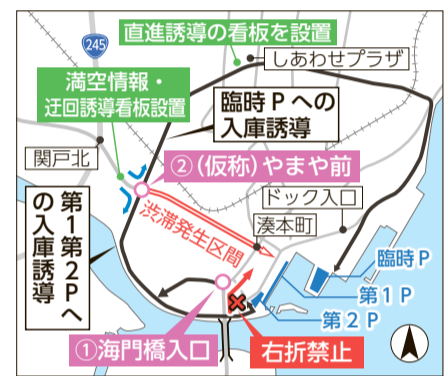 直進誘導の看板を設置
245
しあわせプラザ
満空情報・
迂回誘導看板設置
臨時Pへの
入庫誘導
関戸北
②(仮称)やまや前
ドック入口
第1第2Pへ
の入庫誘導
渋滞発生区間
湊本町
臨時P
第1P
第2P
①海門橋入口
右折禁止